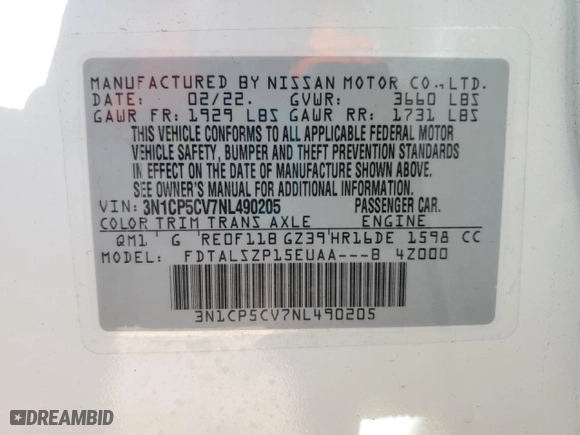 MANUFACTURED BY NISSAN MOTOR CO., LTD.
DATE: 02/22. GVWR: 3660 LBS
GAWR FR: 1929 LBS GAWR RR: 1731 LBS
THIS VEHICLE CONFORMS TO ALL APPLICABLE FEDERAL MOTOR
VEHICLE SAFETY, BUMPER AND THEFT PREVENTION STANDARDS
IN EFFECT ON THE DATE OF MANUFACTURE SHOWN ABOVE.
SEE OWNER'S MANUAL FOR ADDITIONAL INFORMATION.
VIN: 3N1CP5CV7NL490205 PASSENGER CAR.
COLOR TRIM TRANS AXLE ENGINE
QM1 G RE0F11B GZ39 HR16DE 1598 CC
MODEL: FDTALSZP15EUAA---B 4Z000
3N1CP5CV7NL490205
DREAMBID